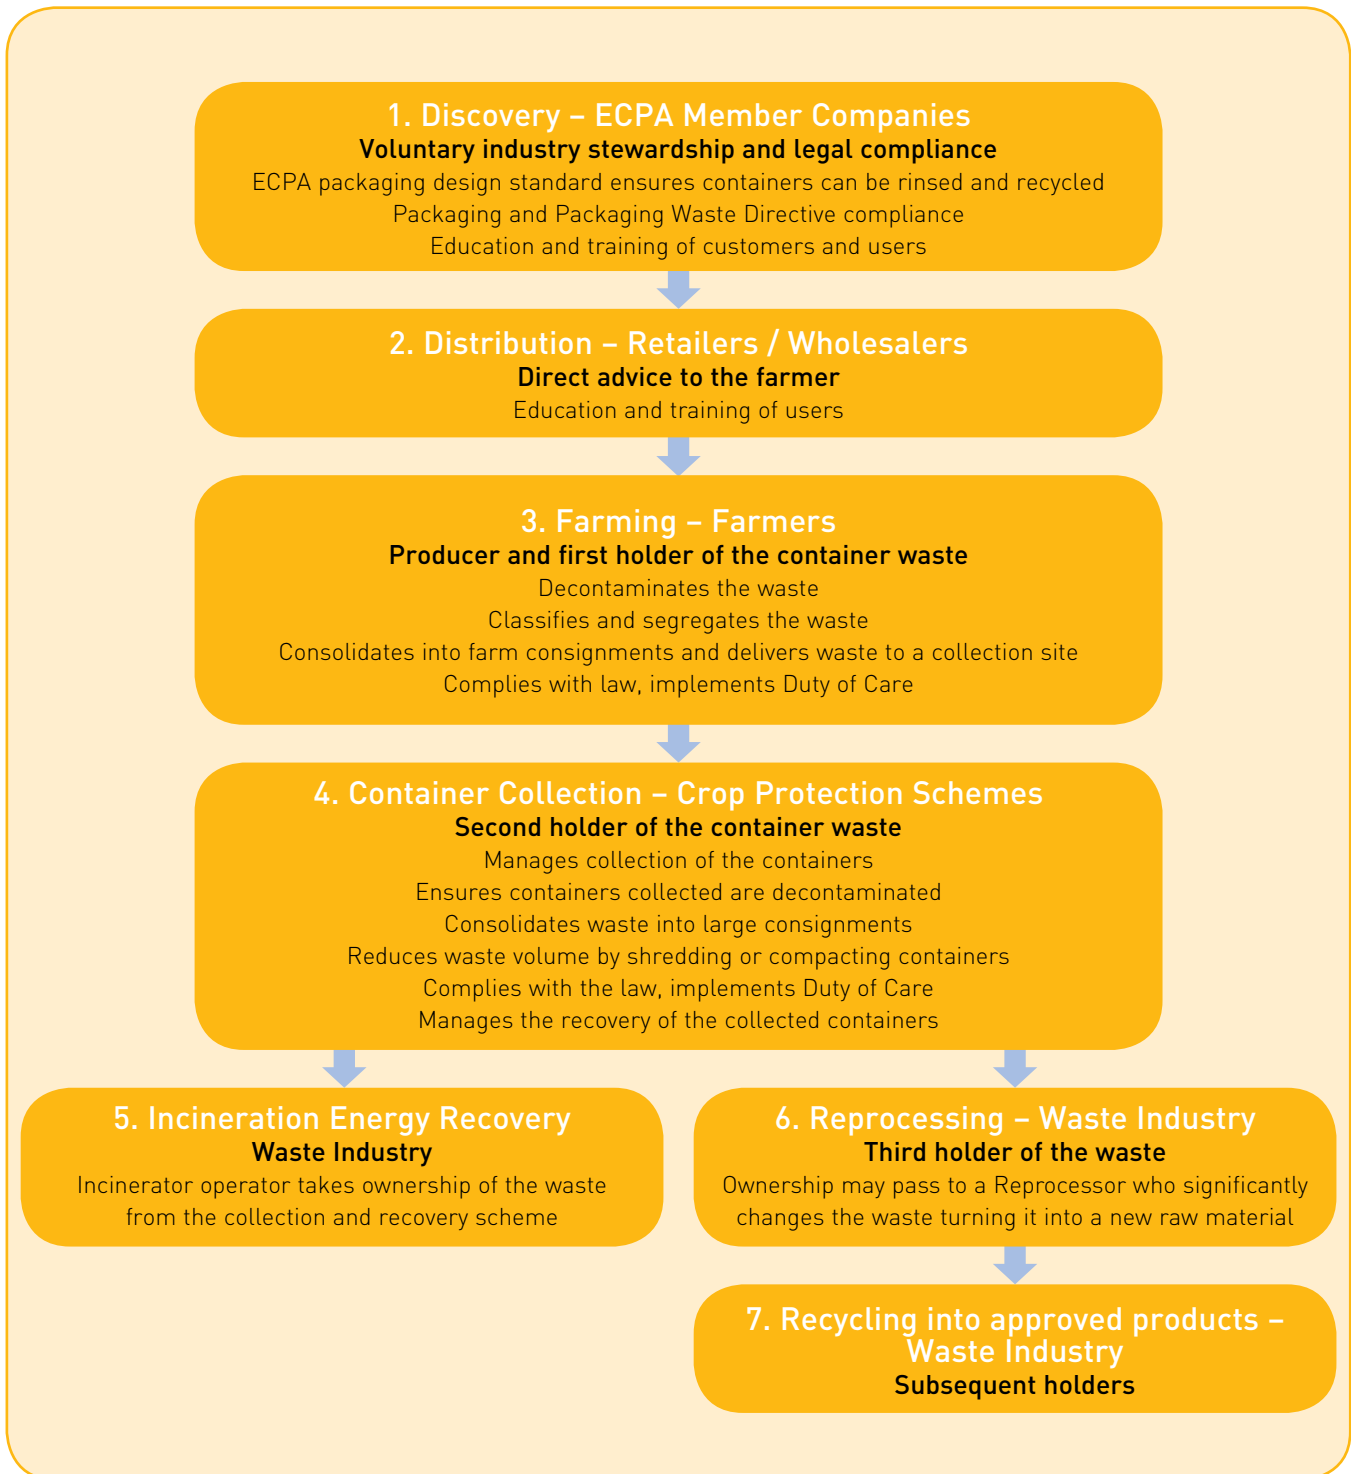 1. Discovery – ECPA Member Companies
Voluntary industry stewardship and legal compliance
ECPA packaging design standard ensures containers can be rinsed and recycled
Packaging and Packaging Waste Directive compliance
Education and training of customers and users
2. Distribution – Retailers / Wholesalers
Direct advice to the farmer
Education and training of users
3. Farming – Farmers
Producer and first holder of the container waste
Decontaminates the waste
Classifies and segregates the waste
Consolidates into farm consignments and delivers waste to a collection site
Complies with law, implements Duty of Care
4. Container Collection – Crop Protection Schemes
Second holder of the container waste
Manages collection of the containers
Ensures containers collected are decontaminated
Consolidates waste into large consignments
Reduces waste volume by shredding or compacting containers
Complies with the law, implements Duty of Care
Manages the recovery of the collected containers
5. Incineration Energy Recovery
Waste Industry
Incinerator operator takes ownership of the waste
from the collection and recovery scheme
6. Reprocessing – Waste Industry
Third holder of the waste
Ownership may pass to a Reprocessor who significantly
changes the waste turning it into a new raw material
7. Recycling into approved products –
Waste Industry
Subsequent holders